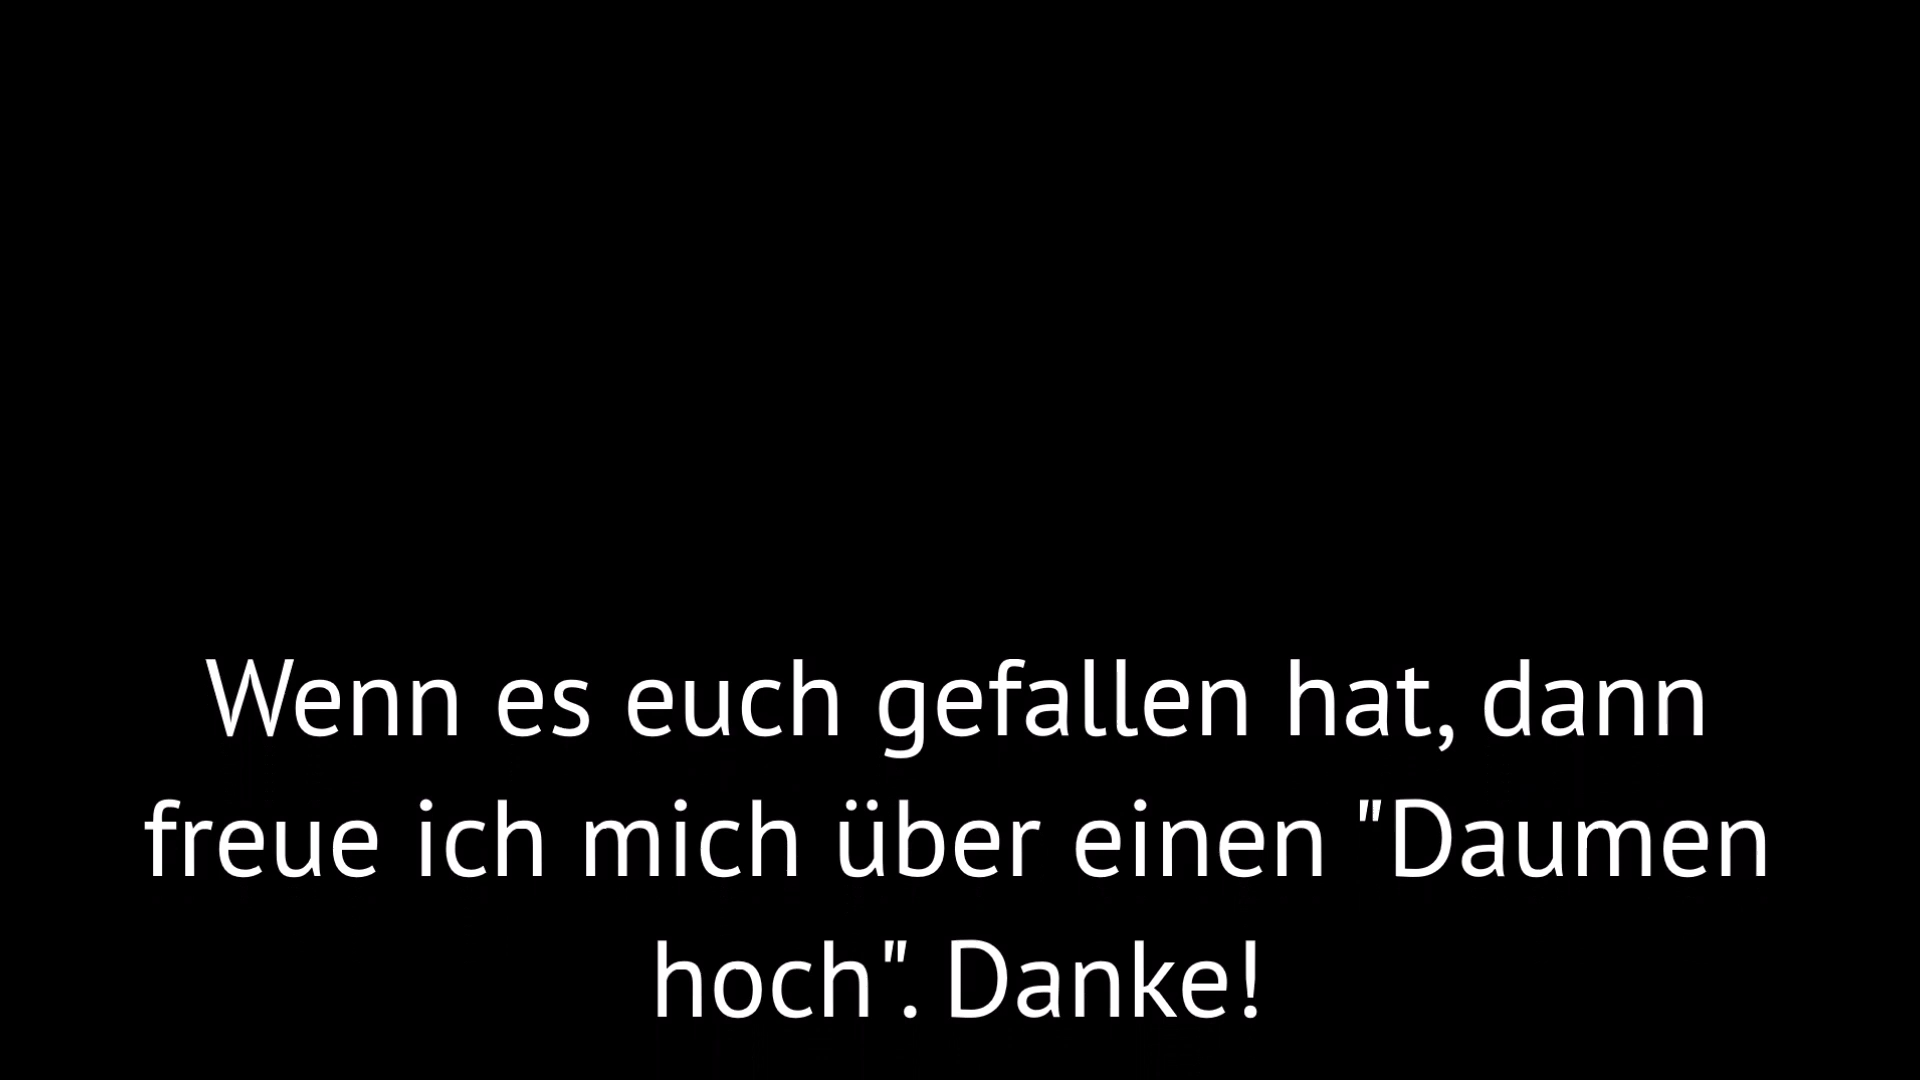 Wenn es euch gefallen hat, dann
freue ich mich über einen "Daumen
hoch". Danke!